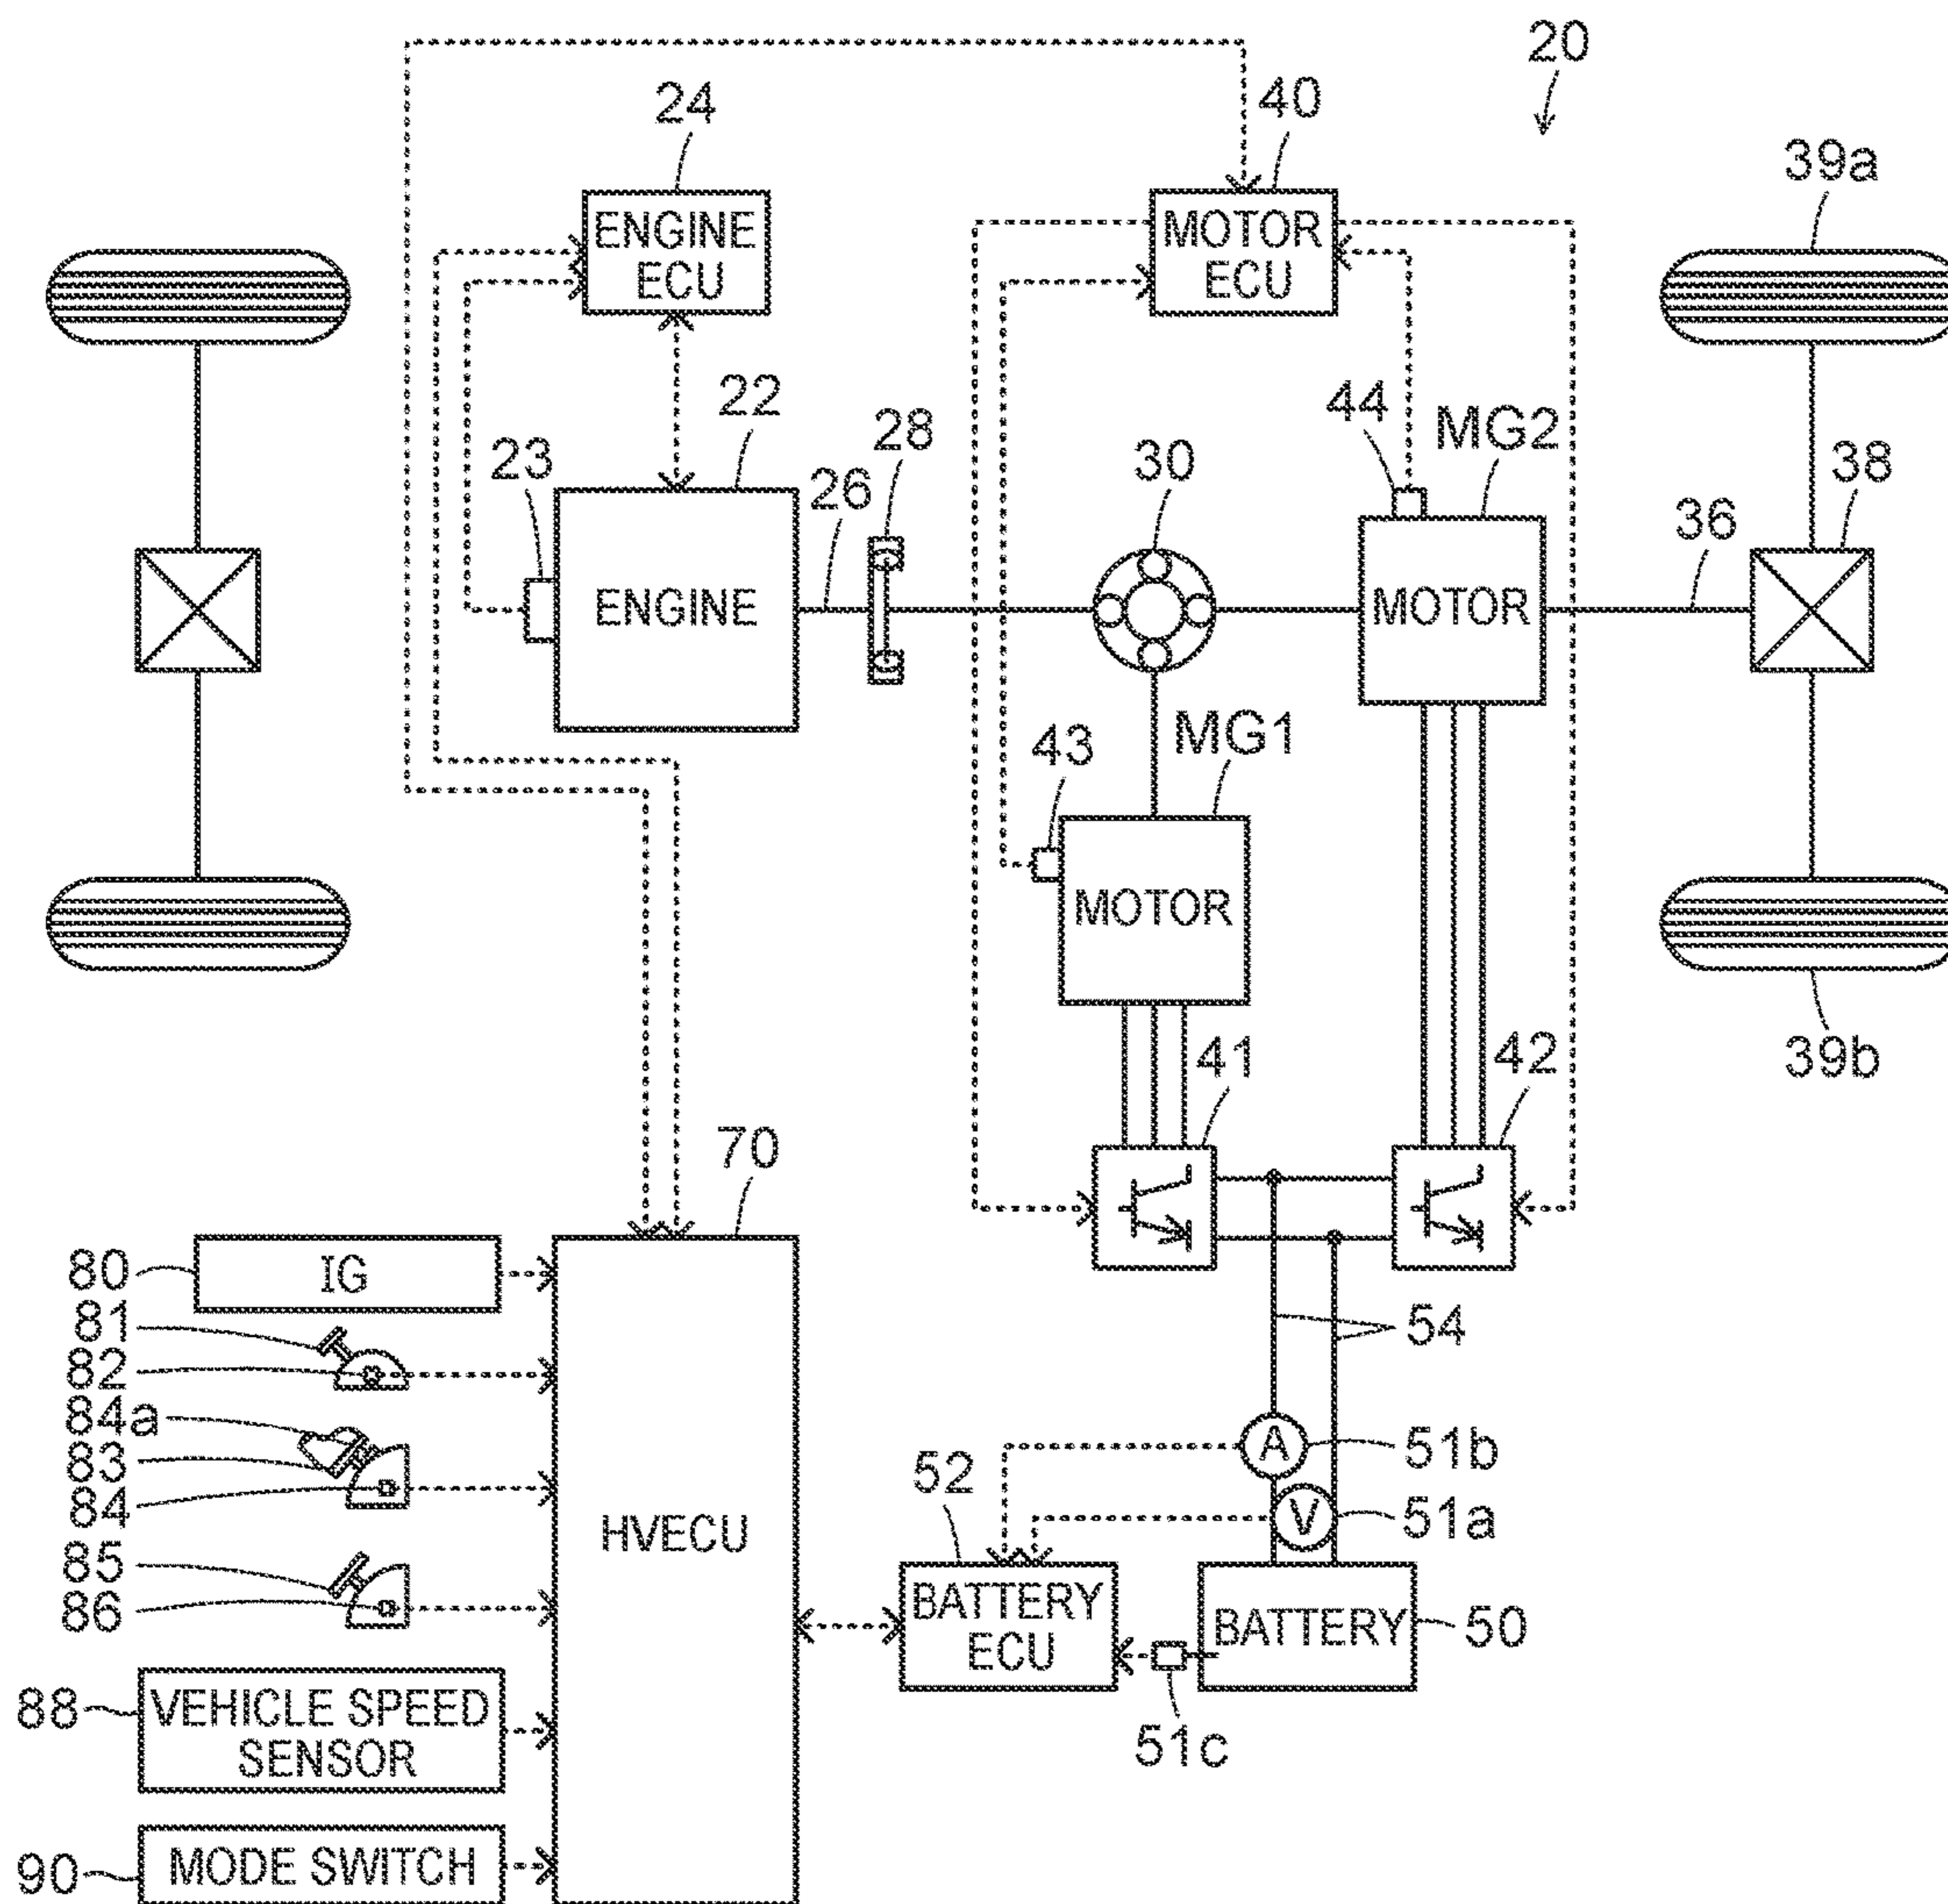 20
24
40
39a
ENGINE
ECU
MOTOR
ECU
22
28
44
MG2
23
26
30
38
36
ENGINE
MOTOR
43
MG1
MOTOR
41
42
39b
70
80
IG
81
82
54
84a
83
84
52
A
51b
V
51a
HVECU
85
86
BATTERY
ECU
BATTERY
50
51c
88
VEHICLE SPEED
SENSOR
90
MODE SWITCH